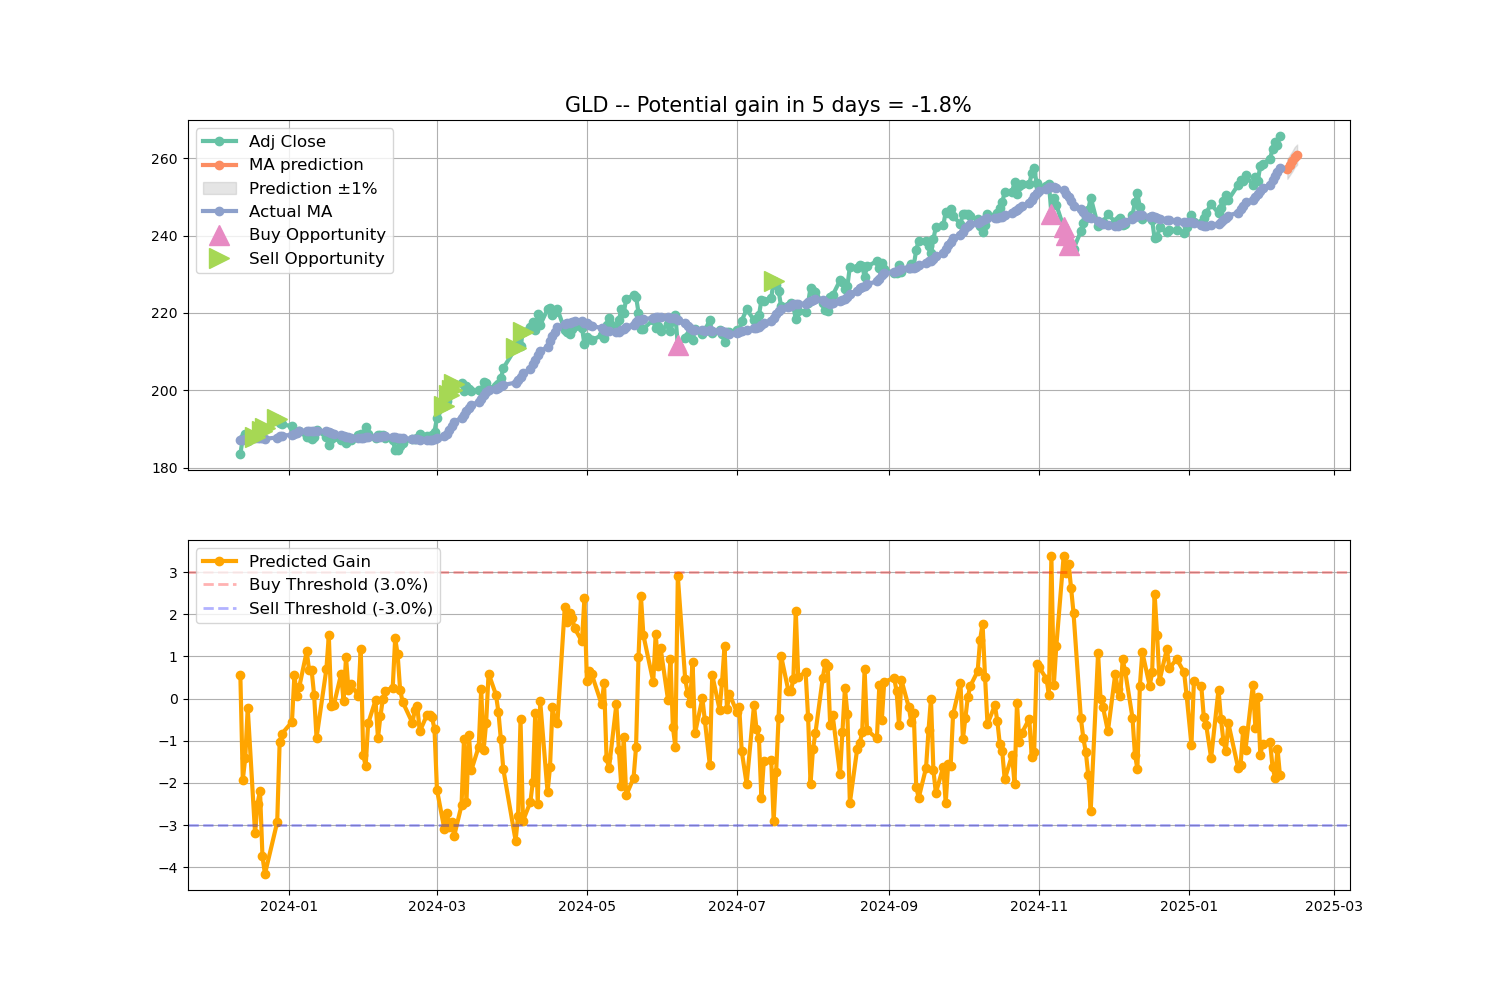 GLD -- Potential gain in 5 days = -1.8%
Adj Close
MA prediction
Prediction ±1%
Actual MA
Buy Opportunity
Sell Opportunity
260
240
220
200
180
Predicted Gain
Buy Threshold (3.0%)
Sell Threshold (-3.0%)
3
2
1
0
−1
−2
−3
−4
2024-01
2024-03
2024-05
2024-07
2024-09
2024-11
2025-01
2025-03